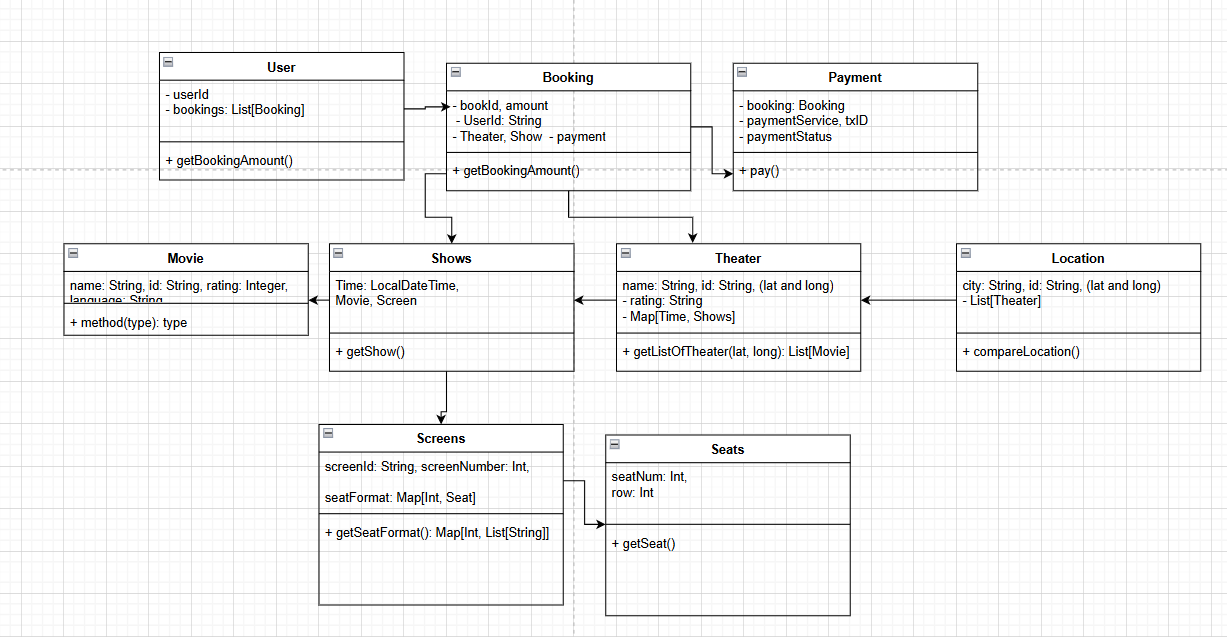 User
- userId
- bookings: List[Booking]
+ getBookingAmount()
Booking
- bookId, amount
- UserId: String
- Theater, Show - payment
+ getBookingAmount()
Payment
- booking: Booking
- paymentService, txID
- paymentStatus
+ pay()
Movie
name: String, id: String, rating: Integer,
language: String
+ method(type): type
Shows
Time: LocalDateTime,
Movie, Screen
+ getShow()
Theater
name: String, id: String, (lat and long)
- rating: String
- Map[Time, Shows]
+ getListOfTheater(lat, long): List[Movie]
Location
city: String, id: String, (lat and long)
- List[Theater]
+ compareLocation()
Screens
screenId: String, screenNumber: Int,
seatFormat: Map[Int, Seat]
+ getSeatFormat(): Map[Int, List[String]]
Seats
seatNum: Int,
row: Int
+ getSeat()